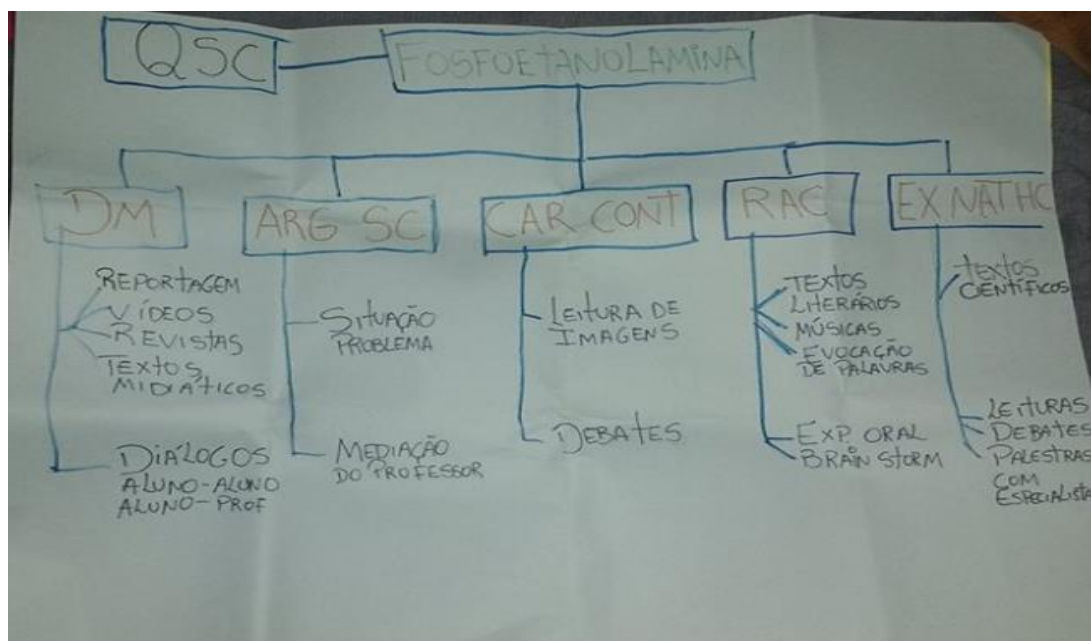 QSC
FOSFOETANOLAMINA
DM
REPORTAGEM
VÍDEOS
REVISTAS
TEXTOS
MIDIÁTICOS
DIÁLOGOS
ALUNO-ALUNO
ALUNO-PROF
ARG SC
SITUAÇÃO
PROBLEMA
MEDIAÇÃO
DO PROFESSOR
CAR CONT
LEITURA DE
IMAGENS
DEBATES
RAC
TEXTOS
LITERÁRIOS
MÚSICAS
EVOCAÇÃO
DE PALAVRAS
EXP. ORAL
BRAIN STORM
EX NATHC
TEXTOS
CIENTÍFICOS
LEITURAS
DEBATES
PALESTRAS
COM
ESPECIALISTA